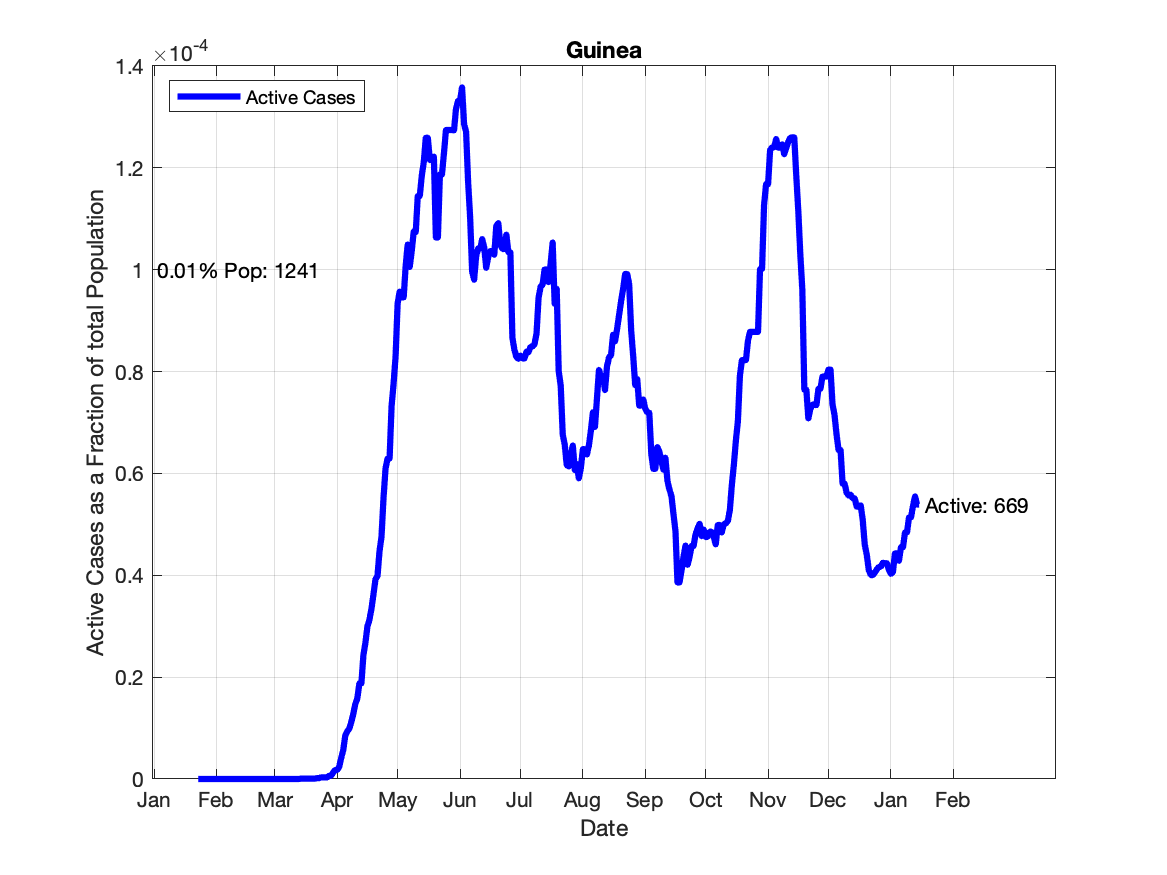 Guinea
×10⁻⁴
1.4
1.2
1
0.8
0.6
0.4
0.2
0
Active Cases as a Fraction of total Population
Active Cases
0.01% Pop: 1241
Active: 669
Jan Feb Mar Apr May Jun Jul Aug Sep Oct Nov Dec Jan Feb
Date